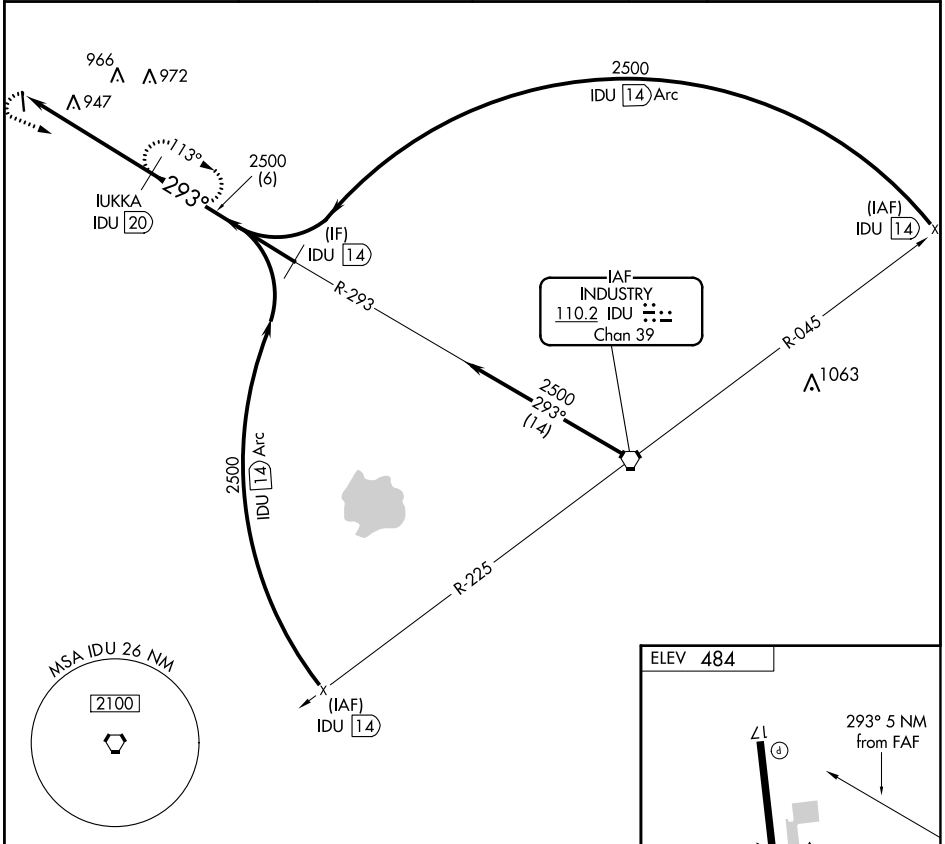 966
972
947
2500
IDU 14 Arc
113°
293°
2500
(6)
IUKKA
IDU 20
(IF)
IDU 14
(IAF)
IDU 14
R-293
IAF
INDUSTRY
110.2 IDU
Chan 39
R-045
1063
2500
293°
(14)
2500
IDU 14 Arc
R-225
MSA IDU 26 NM
2100
(IAF)
IDU 14
ELEV 484
293° 5 NM
from FAF
17
P